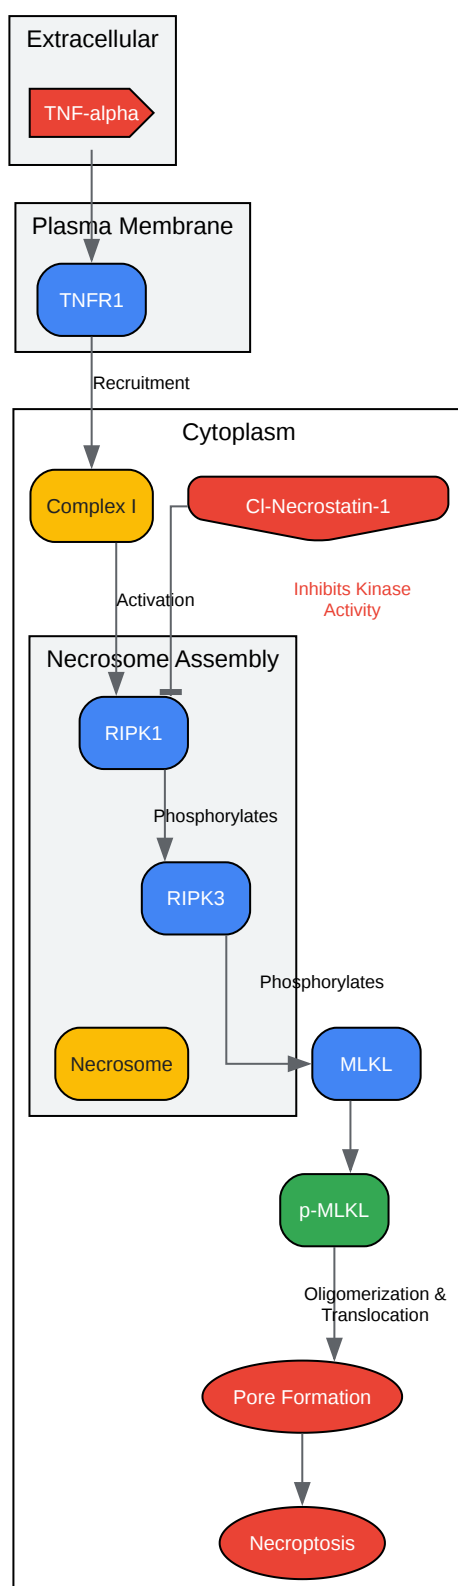 Extracellular
TNF-alpha
Plasma Membrane
TNFR1
Recruitment
Cytoplasm
Complex I
Cl-Necrostatin-1
Inhibits Kinase
Activity
Activation
Necrosome Assembly
RIPK1
Phosphorylates
RIPK3
Phosphorylates
Necrosome
MLKL
p-MLKL
Oligomerization &
Translocation
Pore Formation
Necroptosis